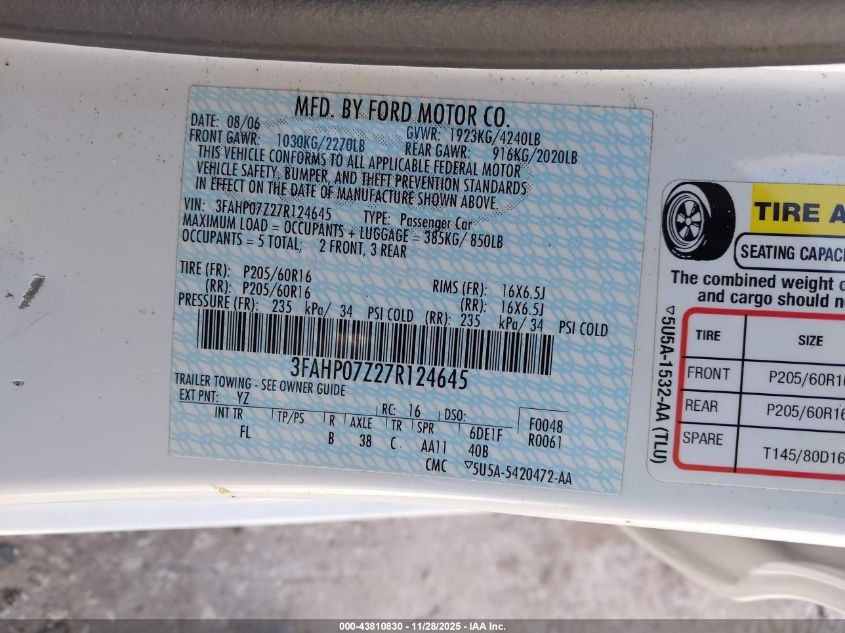 MFD. BY FORD MOTOR CO.
DATE: 08/06 GVWR: 1923KG/4240LB
FRONT GAWR: 1030KG/2270LB REAR GAWR: 916KG/2020LB
THIS VEHICLE CONFORMS TO ALL APPLICABLE FEDERAL MOTOR
VEHICLE SAFETY, BUMPER, AND THEFT PREVENTION STANDARDS
IN EFFECT ON THE DATE OF MANUFACTURE SHOWN ABOVE.
VIN: 3FAHP07Z27R124645 TYPE: Passenger Car
MAXIMUM LOAD = OCCUPANTS + LUGGAGE = 385KG/ 850LB
OCCUPANTS = 5 TOTAL; 2 FRONT, 3 REAR
TIRE (FR): P205/60R16 RIMS (FR): 16X6.5J
(RR): P205/60R16 (RR): 16X6.5J
PRESSURE (FR): 235 kPa/ 34 PSI COLD (RR): 235 kPa/ 34 PSI COLD
3FAHP07Z27R124645
TRAILER TOWING - SEE OWNER GUIDE
EXT PNT: YZ RC: 16 DSO: F0048
INT TR TP/PS R AXLE TR SPR 6DE1F R0061
FL B 38 C AA11 40B
CMC ▽5U5A-5420472-AA
TIRE A
SEATING CAPACI
The combined weight o
and cargo should ne
TIRE SIZE
FRONT P205/60R16
REAR P205/60R16
SPARE T145/80D16
▽5U5A-1532-AA (TLU)
000-43810830 - 11/28/2025 - IAA Inc.